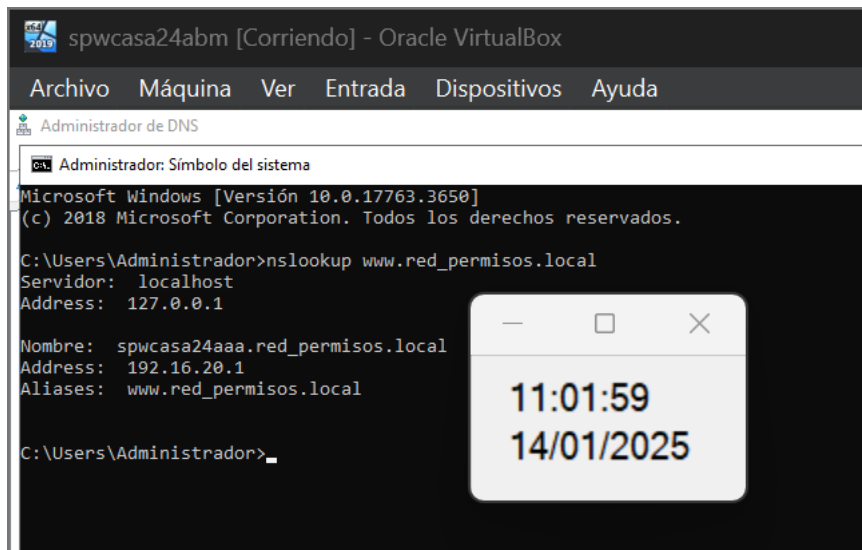 x64
2019
spwcasa24abm [Corriendo] - Oracle VirtualBox
Archivo Máquina Ver Entrada Dispositivos Ayuda
Administrador de DNS
C:\. Administrador: Símbolo del sistema
Microsoft Windows [Versión 10.0.17763.3650]
(c) 2018 Microsoft Corporation. Todos los derechos reservados.
C:\Users\Administrador>nslookup www.red_permisos.local
Servidor:  localhost
Address:  127.0.0.1
Nombre:  spwcasa24aaa.red_permisos.local
Address:  192.16.20.1
Aliases:  www.red_permisos.local
C:\Users\Administrador>
11:01:59
14/01/2025